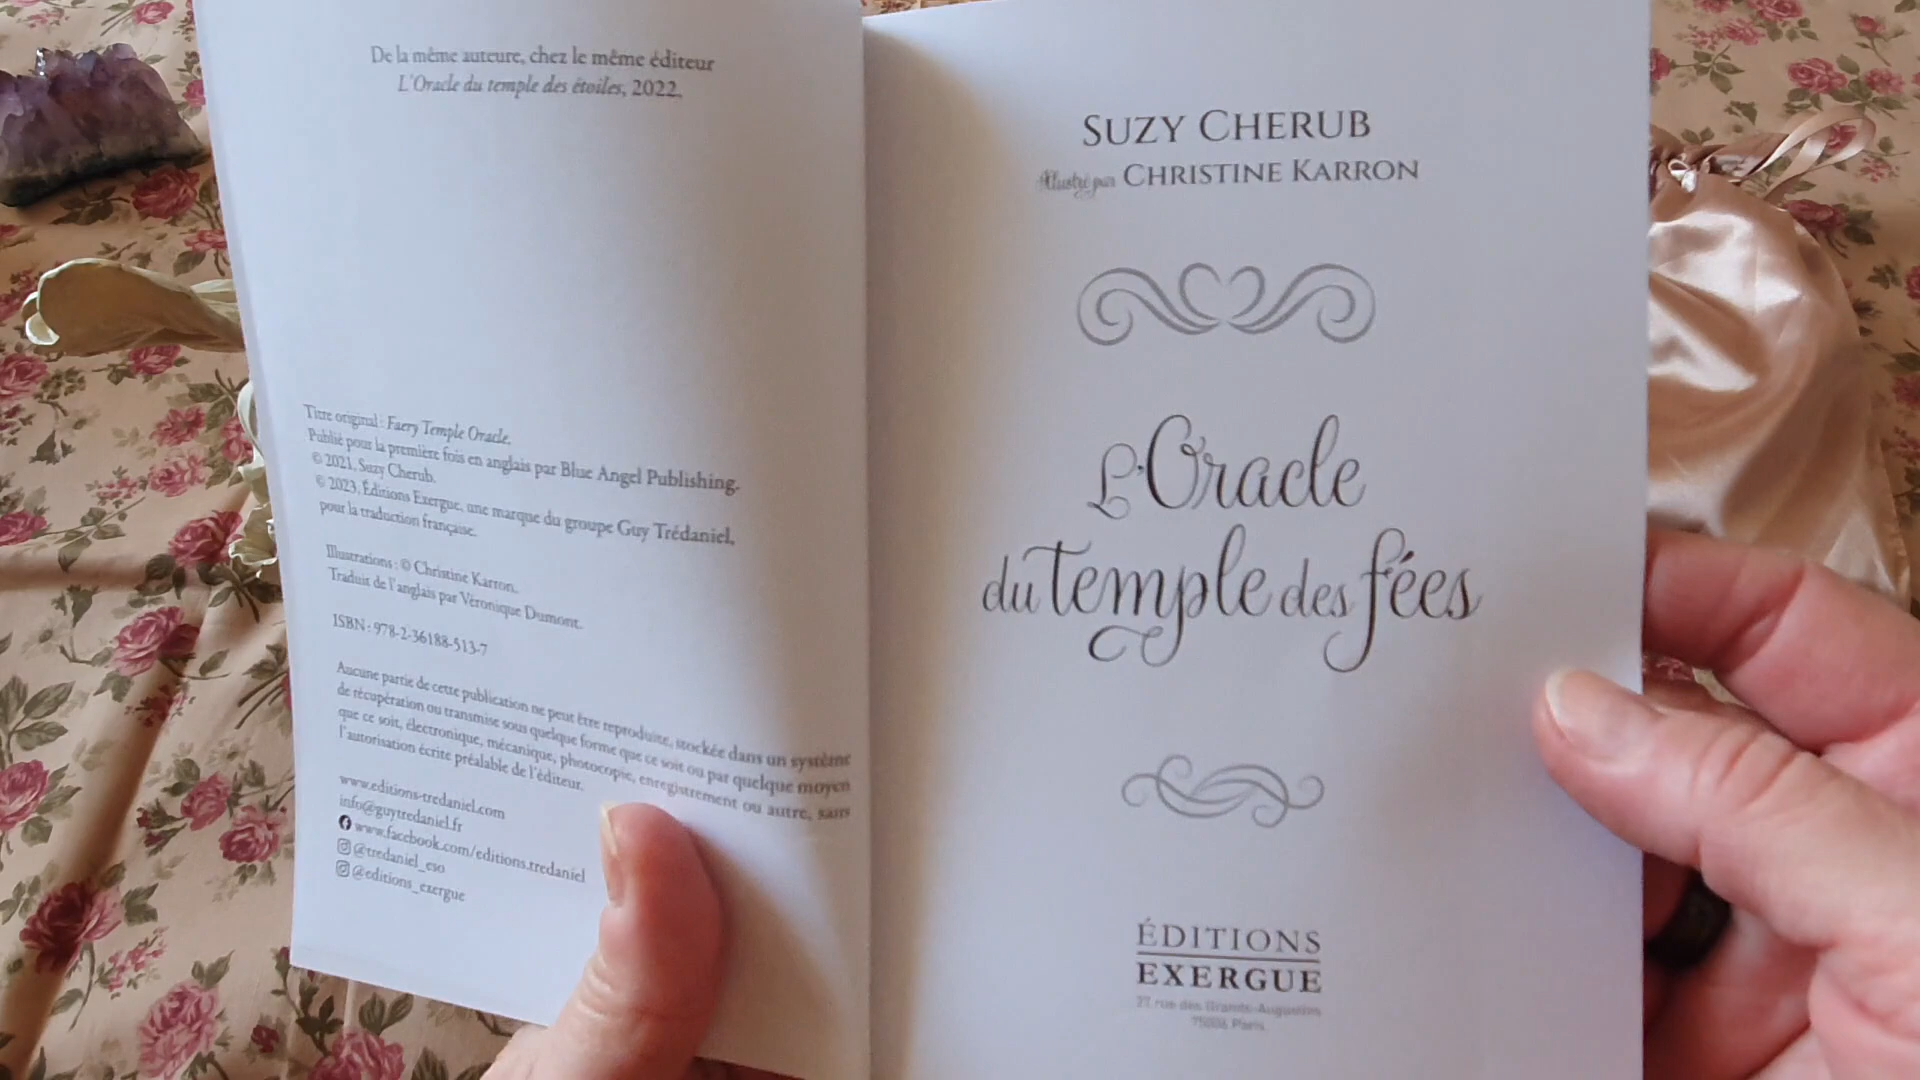 De la même auteure, chez le même éditeur
L'Oracle du temple des étoiles, 2022.
Titre original : Faery Temple Oracle.
Publié pour la première fois en anglais par Blue Angel Publishing.
© 2021, Suzy Cherub.
© 2023, Éditions Exergue, une marque du groupe Guy Trédaniel,
pour la traduction française.
Illustrations : © Christine Karron.
Traduit de l'anglais par Véronique Dumont.
ISBN : 978-2-36188-513-7
Aucune partie de cette publication ne peut être reproduite, stockée dans un système
de récupération ou transmise sous quelque forme que ce soit ou par quelque moyen
que ce soit, électronique, mécanique, photocopie, enregistrement ou autre, sans
l'autorisation écrite préalable de l'éditeur.
www.editions-tredaniel.com
info@guytredaniel.fr
www.facebook.com/editions.tredaniel
@tredaniel_eso
@editions_exergue
SUZY CHERUB
Illustré par CHRISTINE KARRON
L'Oracle
du temple des fées
ÉDITIONS
EXERGUE
27, rue des Grands-Augustins
75006 Paris